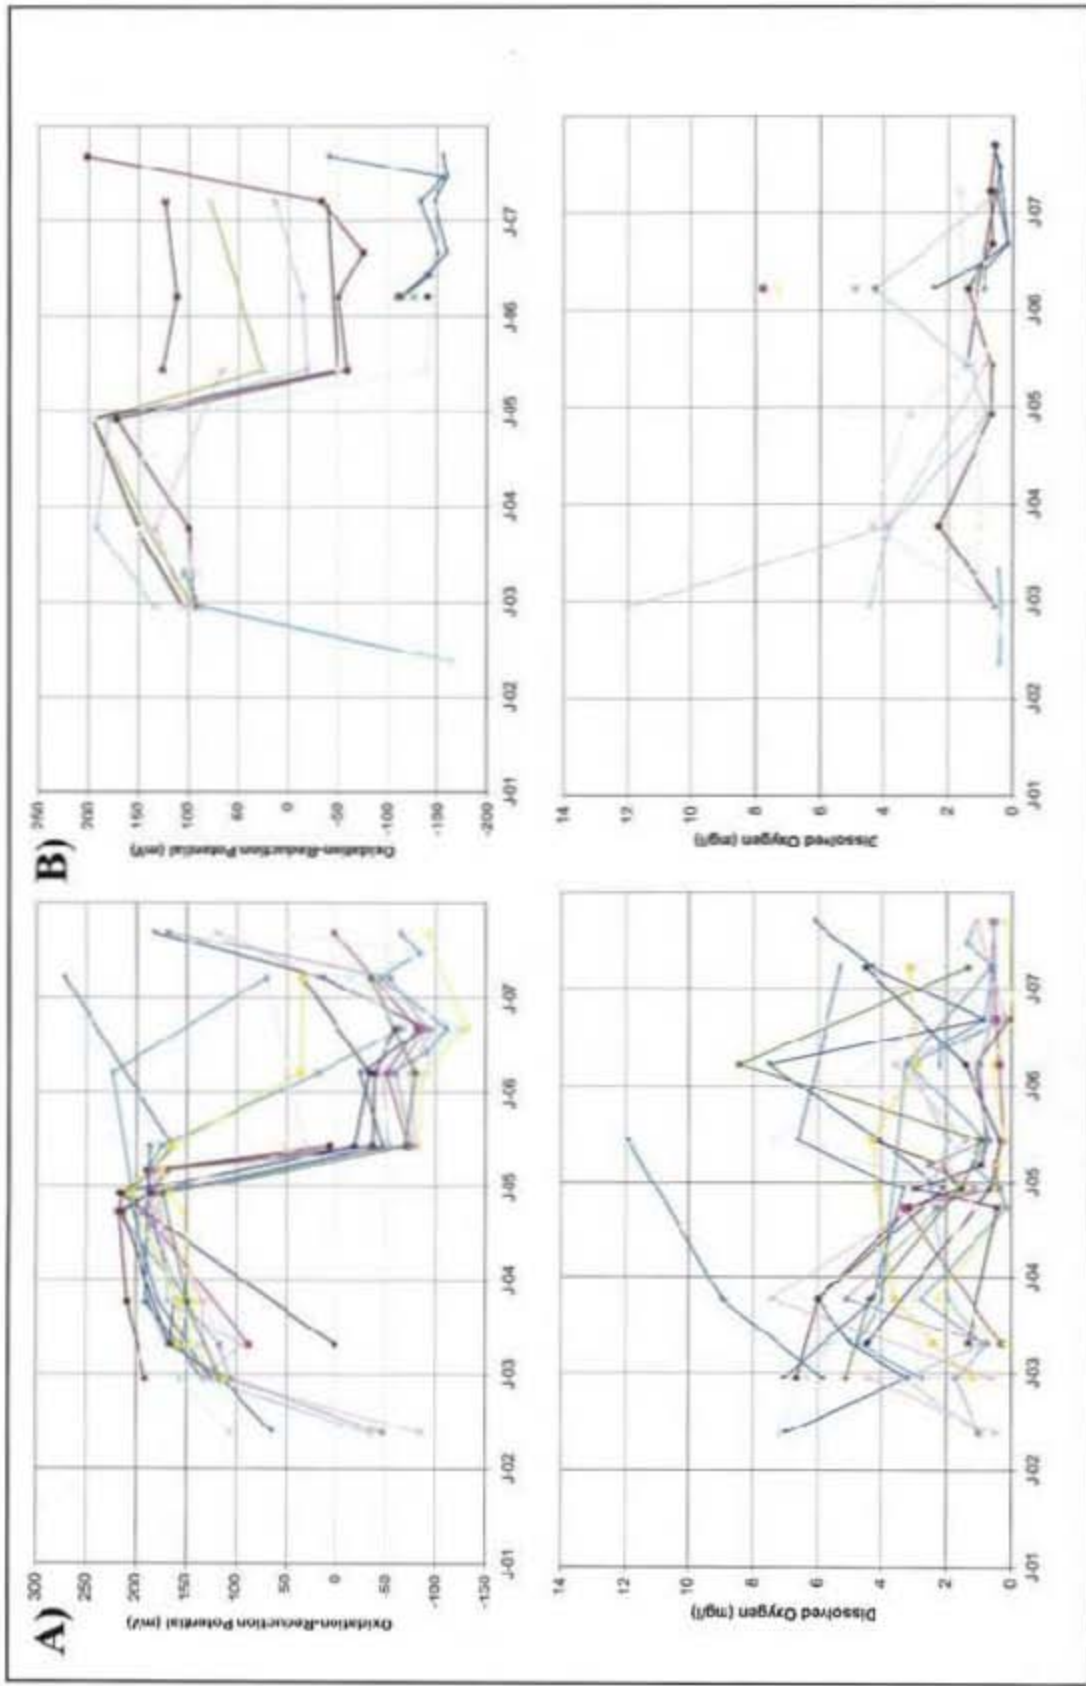 A)
300
250
200
150
100
50
0
-50
-100
-150
Oxidation-Reduction Potential (mV)
J-01
J-02
J-03
J-04
J-05
J-06
J-07
14
12
10
8
6
4
2
0
Dissolved Oxygen (mg/l)
J-01
J-02
J-03
J-04
J-05
J-06
J-07
B)
250
200
150
100
50
0
-50
-100
-150
-200
Oxidation-Reduction Potential (mV)
J-01
J-02
J-03
J-04
J-05
J-06
J-07
14
12
10
8
6
4
2
0
Dissolved Oxygen (mg/l)
J-01
J-02
J-03
J-04
J-05
J-06
J-07